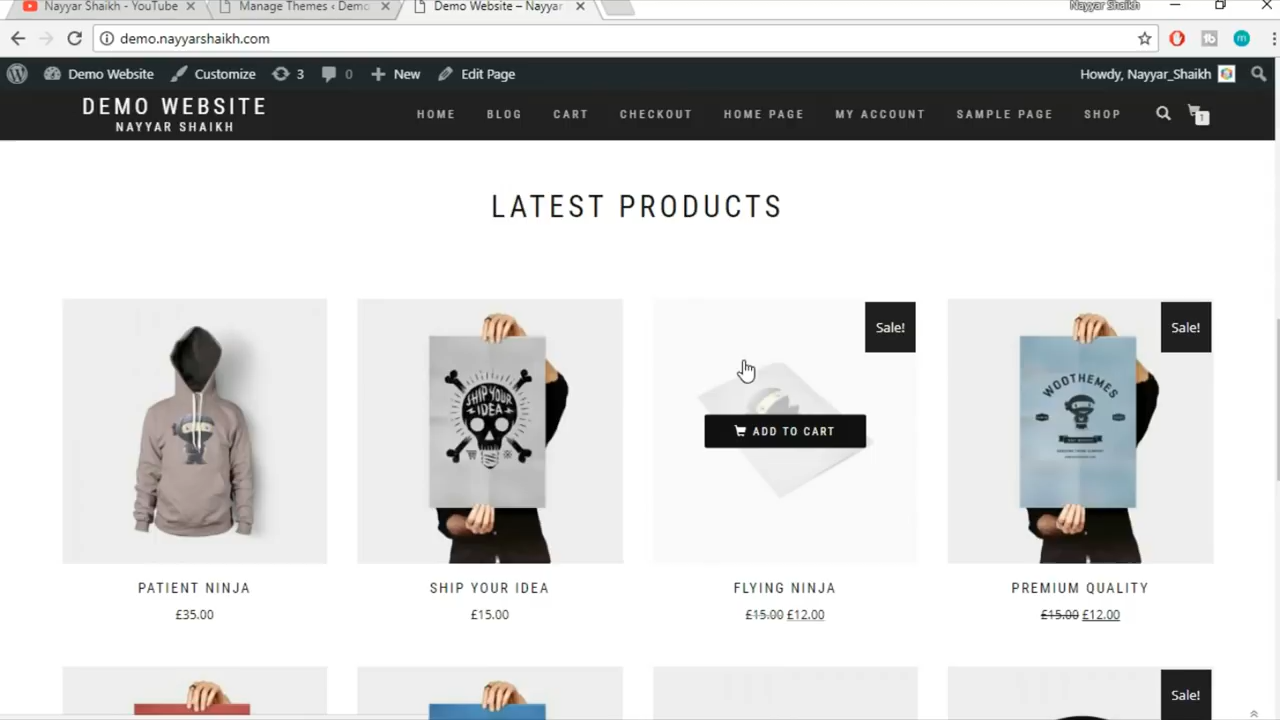 Nayyar Shaikh - YouTube
Manage Themes ‹ Demo
Demo Website – Nayyar
Nayyar Shaikh
demo.nayyarshaikh.com
Demo Website
Customize
3
0
New
Edit Page
Howdy, Nayyar_Shaikh
DEMO WEBSITE
NAYYAR SHAIKH
HOME
BLOG
CART
CHECKOUT
HOME PAGE
MY ACCOUNT
SAMPLE PAGE
SHOP
1
LATEST PRODUCTS
SHIP YOUR
IDEA
Sale!
ADD TO CART
Sale!
WOOTHEMES
PATIENT NINJA
SHIP YOUR IDEA
FLYING NINJA
PREMIUM QUALITY
£35.00
£15.00
£15.00 £12.00
£15.00 £12.00
Sale!